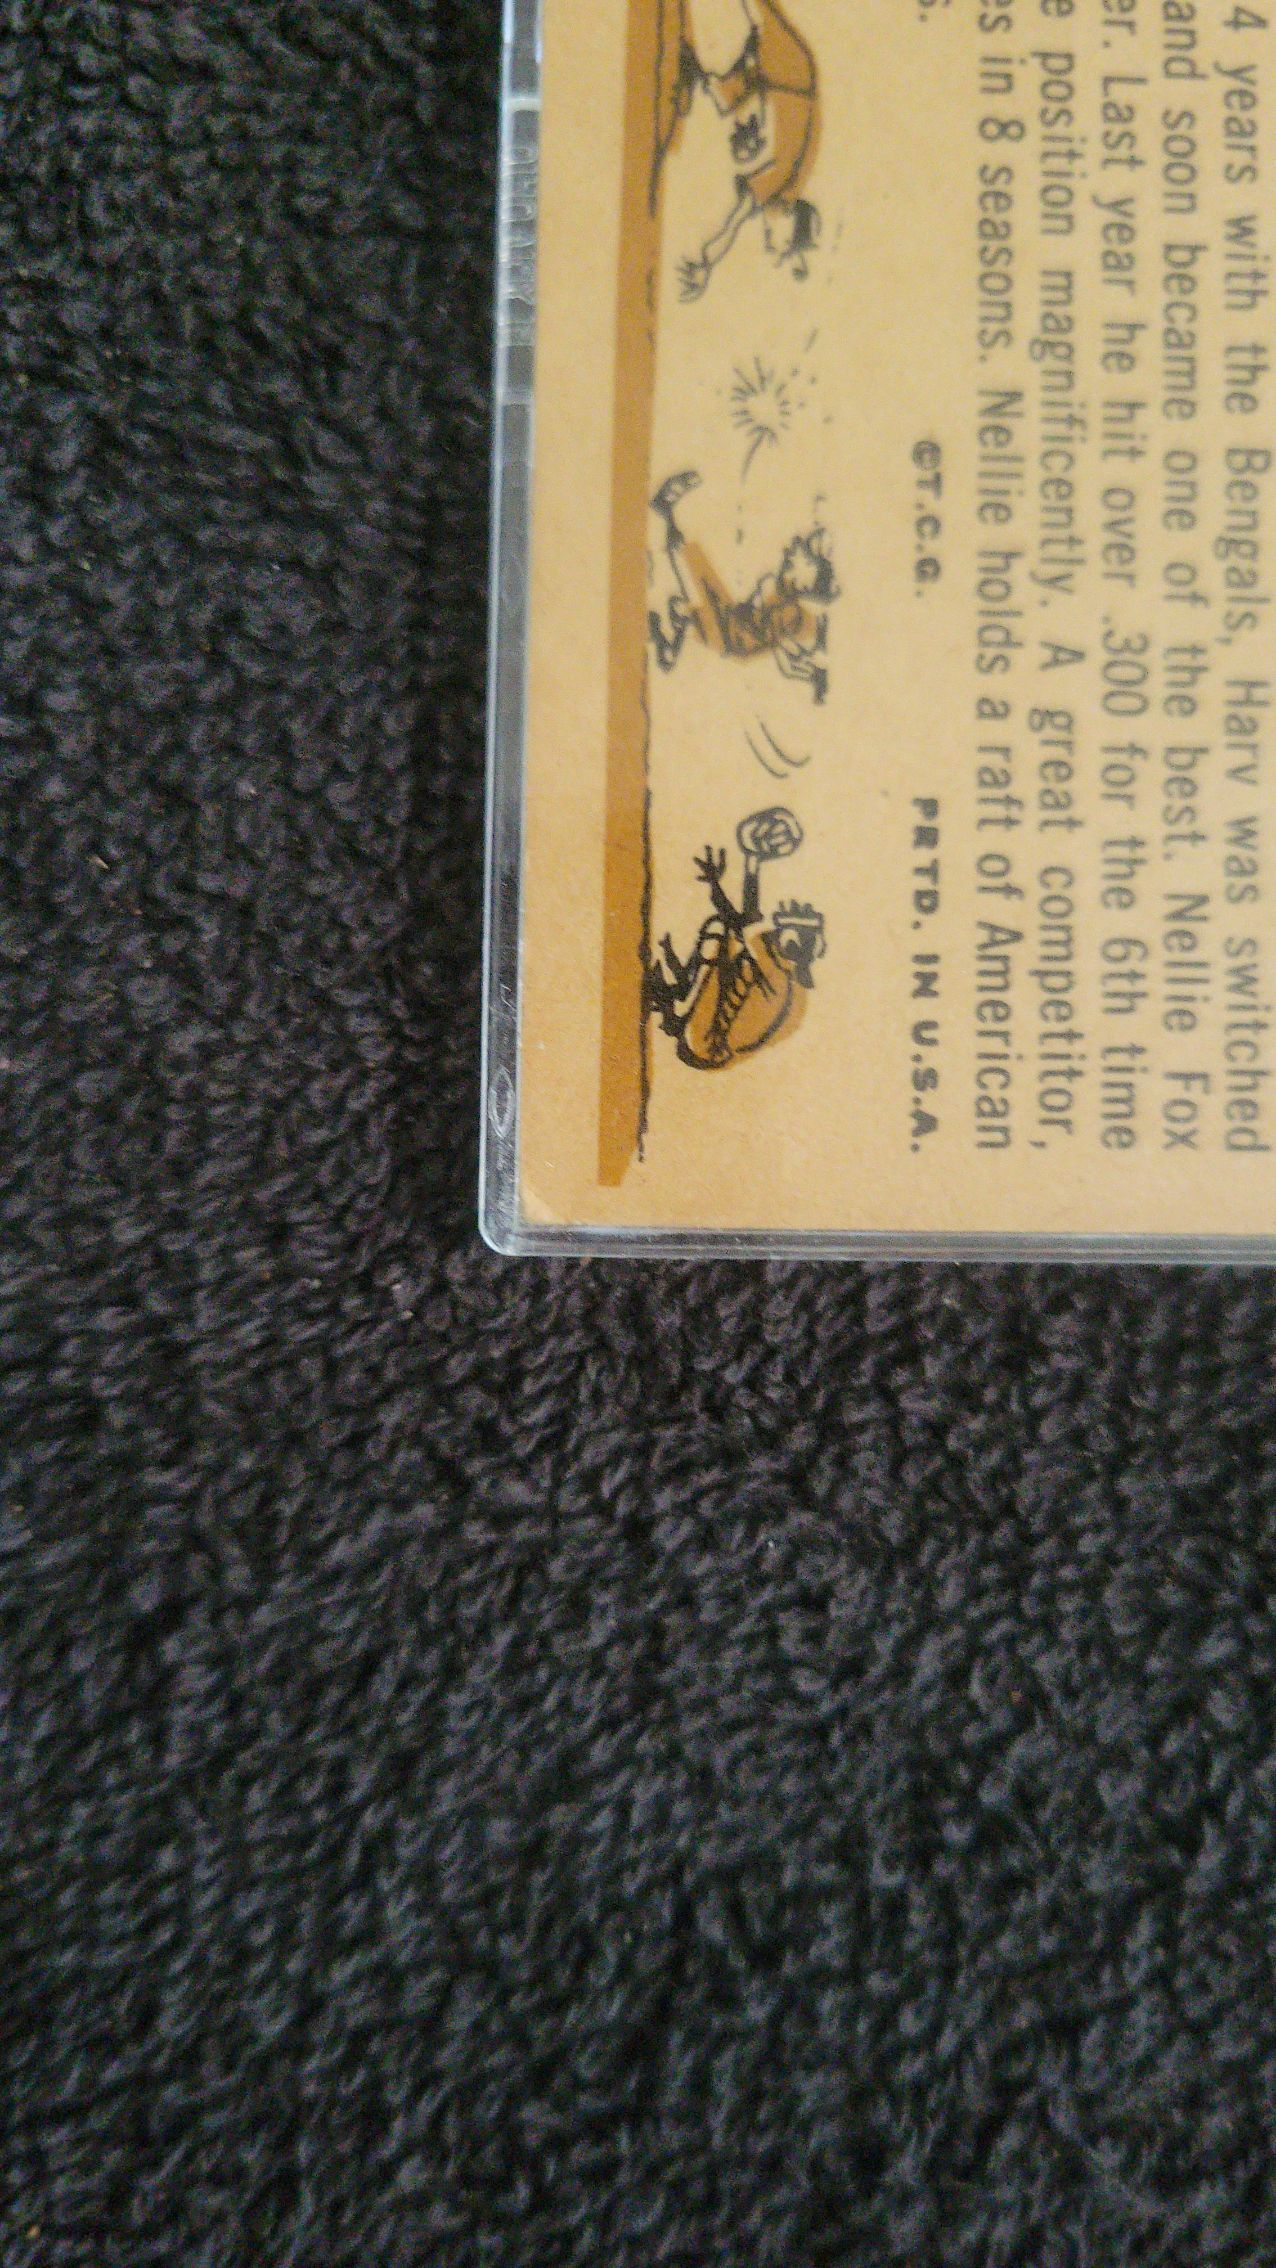 4 years with the Bengals, Harv was switched
and soon became one of the best. Nellie Fox
er. Last year he hit over .300 for the 6th time
e position magnificently. A great competitor,
es in 8 seasons. Nellie holds a raft of American
s.
©T.C.G. PRTD. IN U.S.A.